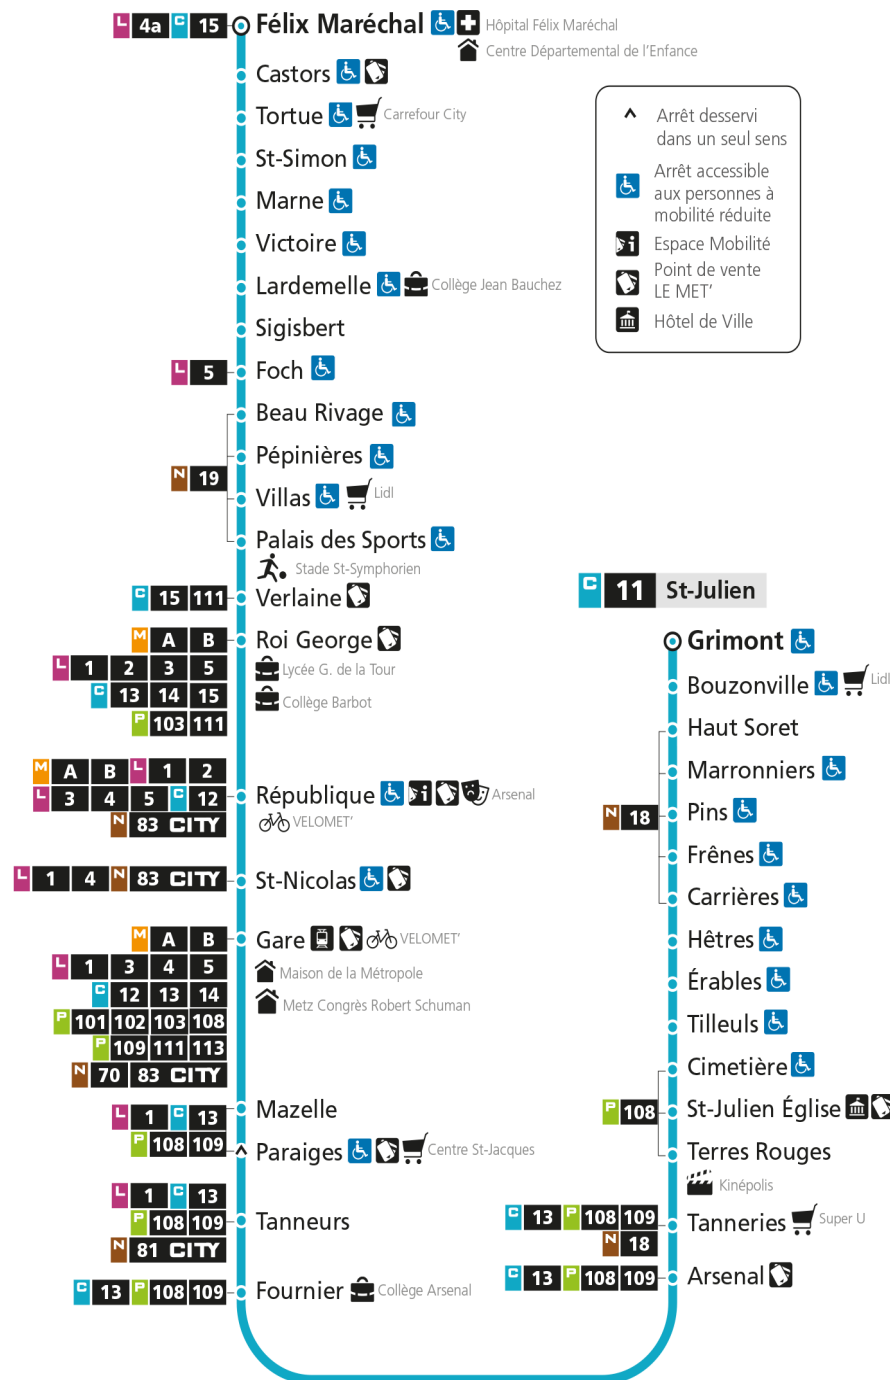 L 4a C 15 Félix Maréchal Hôpital Félix Maréchal
Centre Départemental de l'Enfance
Castors
Tortue Carrefour City
St-Simon
Marne
Victoire
Lardemelle Collège Jean Bauchez
Sigisbert
L 5 Foch
Beau Rivage
Pépinières
N 19
Villas Lidl
Palais des Sports
Stade St-Symphorien
C 15 111 Verlaine
M A B Roi George
L 1 2 3 5 Lycée G. de la Tour
C 13 14 15 Collège Barbot
P 103 111
M A B L 1 2
L 3 4 5 C 12 République i Arsenal
N 83 CITY VELOMET'
L 1 4 N 83 CITY St-Nicolas
M A B Gare VELOMET'
L 1 3 4 5 Maison de la Métropole
C 12 13 14 Metz Congrès Robert Schuman
P 101 102 103 108
P 109 111 113
N 70 83 CITY
Mazelle
L 1 C 13
P 108 109 Paraiges Centre St-Jacques
L 1 C 13
P 108 109 Tanneurs
N 81 CITY
C 13 P 108 109 Fournier Collège Arsenal
Arrêt desservi
dans un seul sens
Arrêt accessible
aux personnes à
mobilité réduite
i Espace Mobilité
Point de vente
LE MET'
Hôtel de Ville
C 11 St-Julien
Grimont
Bouzonville Lidl
Haut Soret
Marronniers
N 18 Pins
Frênes
Carrières
Hêtres
Érables
Tilleuls
Cimetière
P 108 St-Julien Église
Terres Rouges
Kinépolis
C 13 P 108 109 Tanneries Super U
N 18
C 13 P 108 109 Arsenal